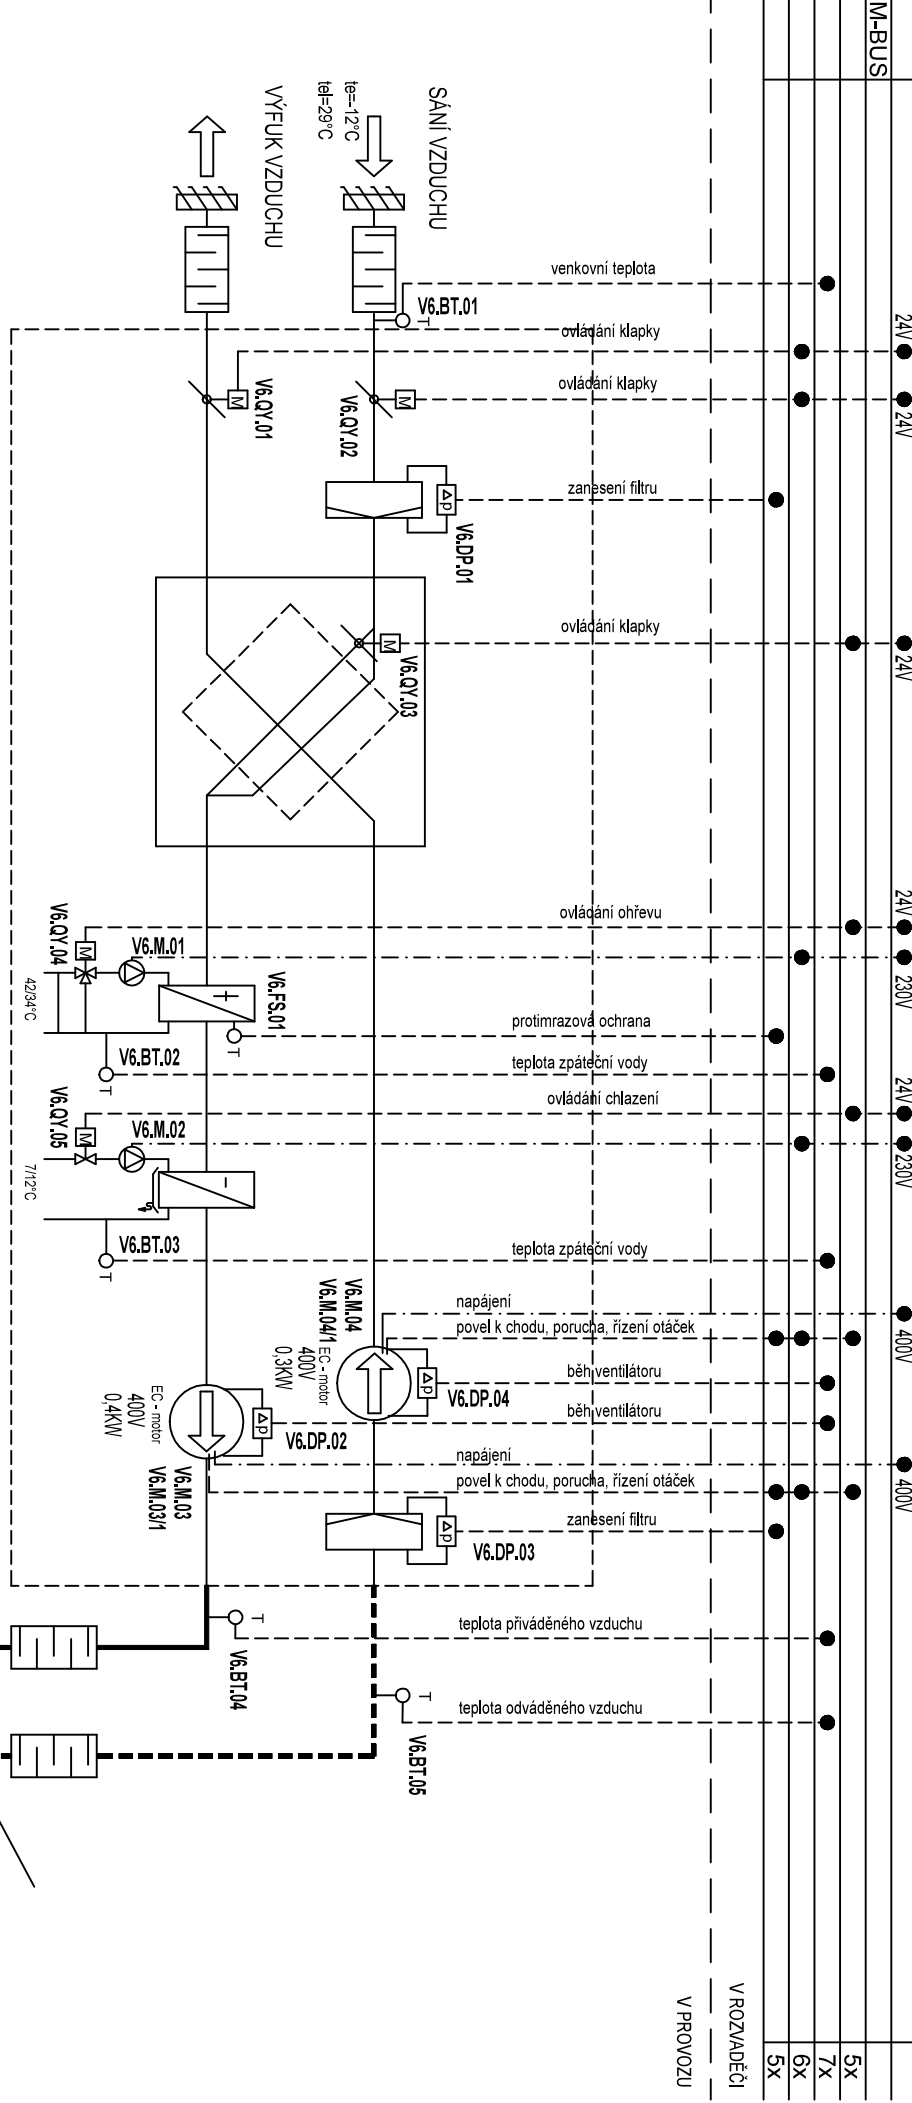 M-BUS
SÁNÍ VZDUCHU
te=-12°C
tel=29°C
VÝFUK VZDUCHU
venkovní teplota
V6.BT.01
T
24V
ovládání klapky
V6.QY.01
M
ovládání klapky
V6.QY.02
M
24V
zanesení filtru
Δp
V6.DP.01
ovládání klapky
M
V6.QY.03
24V
24V
ovládání ohřevu
V6.QY.04
M
V6.M.01
230V
42/34°C
+
V6.FS.01
protimrazová ochrana
T
V6.BT.02
teplota zpáteční vody
T
24V
ovládání chlazení
V6.QY.05
M
V6.M.02
230V
7/12°C
-
s
V6.BT.03
teplota zpáteční vody
T
napájení
400V
povel k chodu, porucha, řízení otáček
V6.M.04
V6.M.04/1
EC - motor
400V
0,3KW
běh ventilátoru
Δp
V6.DP.04
běh ventilátoru
Δp
V6.DP.02
EC - motor
400V
0,4KW
V6.M.03
V6.M.03/1
napájení
400V
povel k chodu, porucha, řízení otáček
zanesení filtru
Δp
V6.DP.03
teplota přiváděného vzduchu
T
V6.BT.04
teplota odváděného vzduchu
T
V6.BT.05
V ROZVADĚČI
V PROVOZU
5x
7x
6x
5x